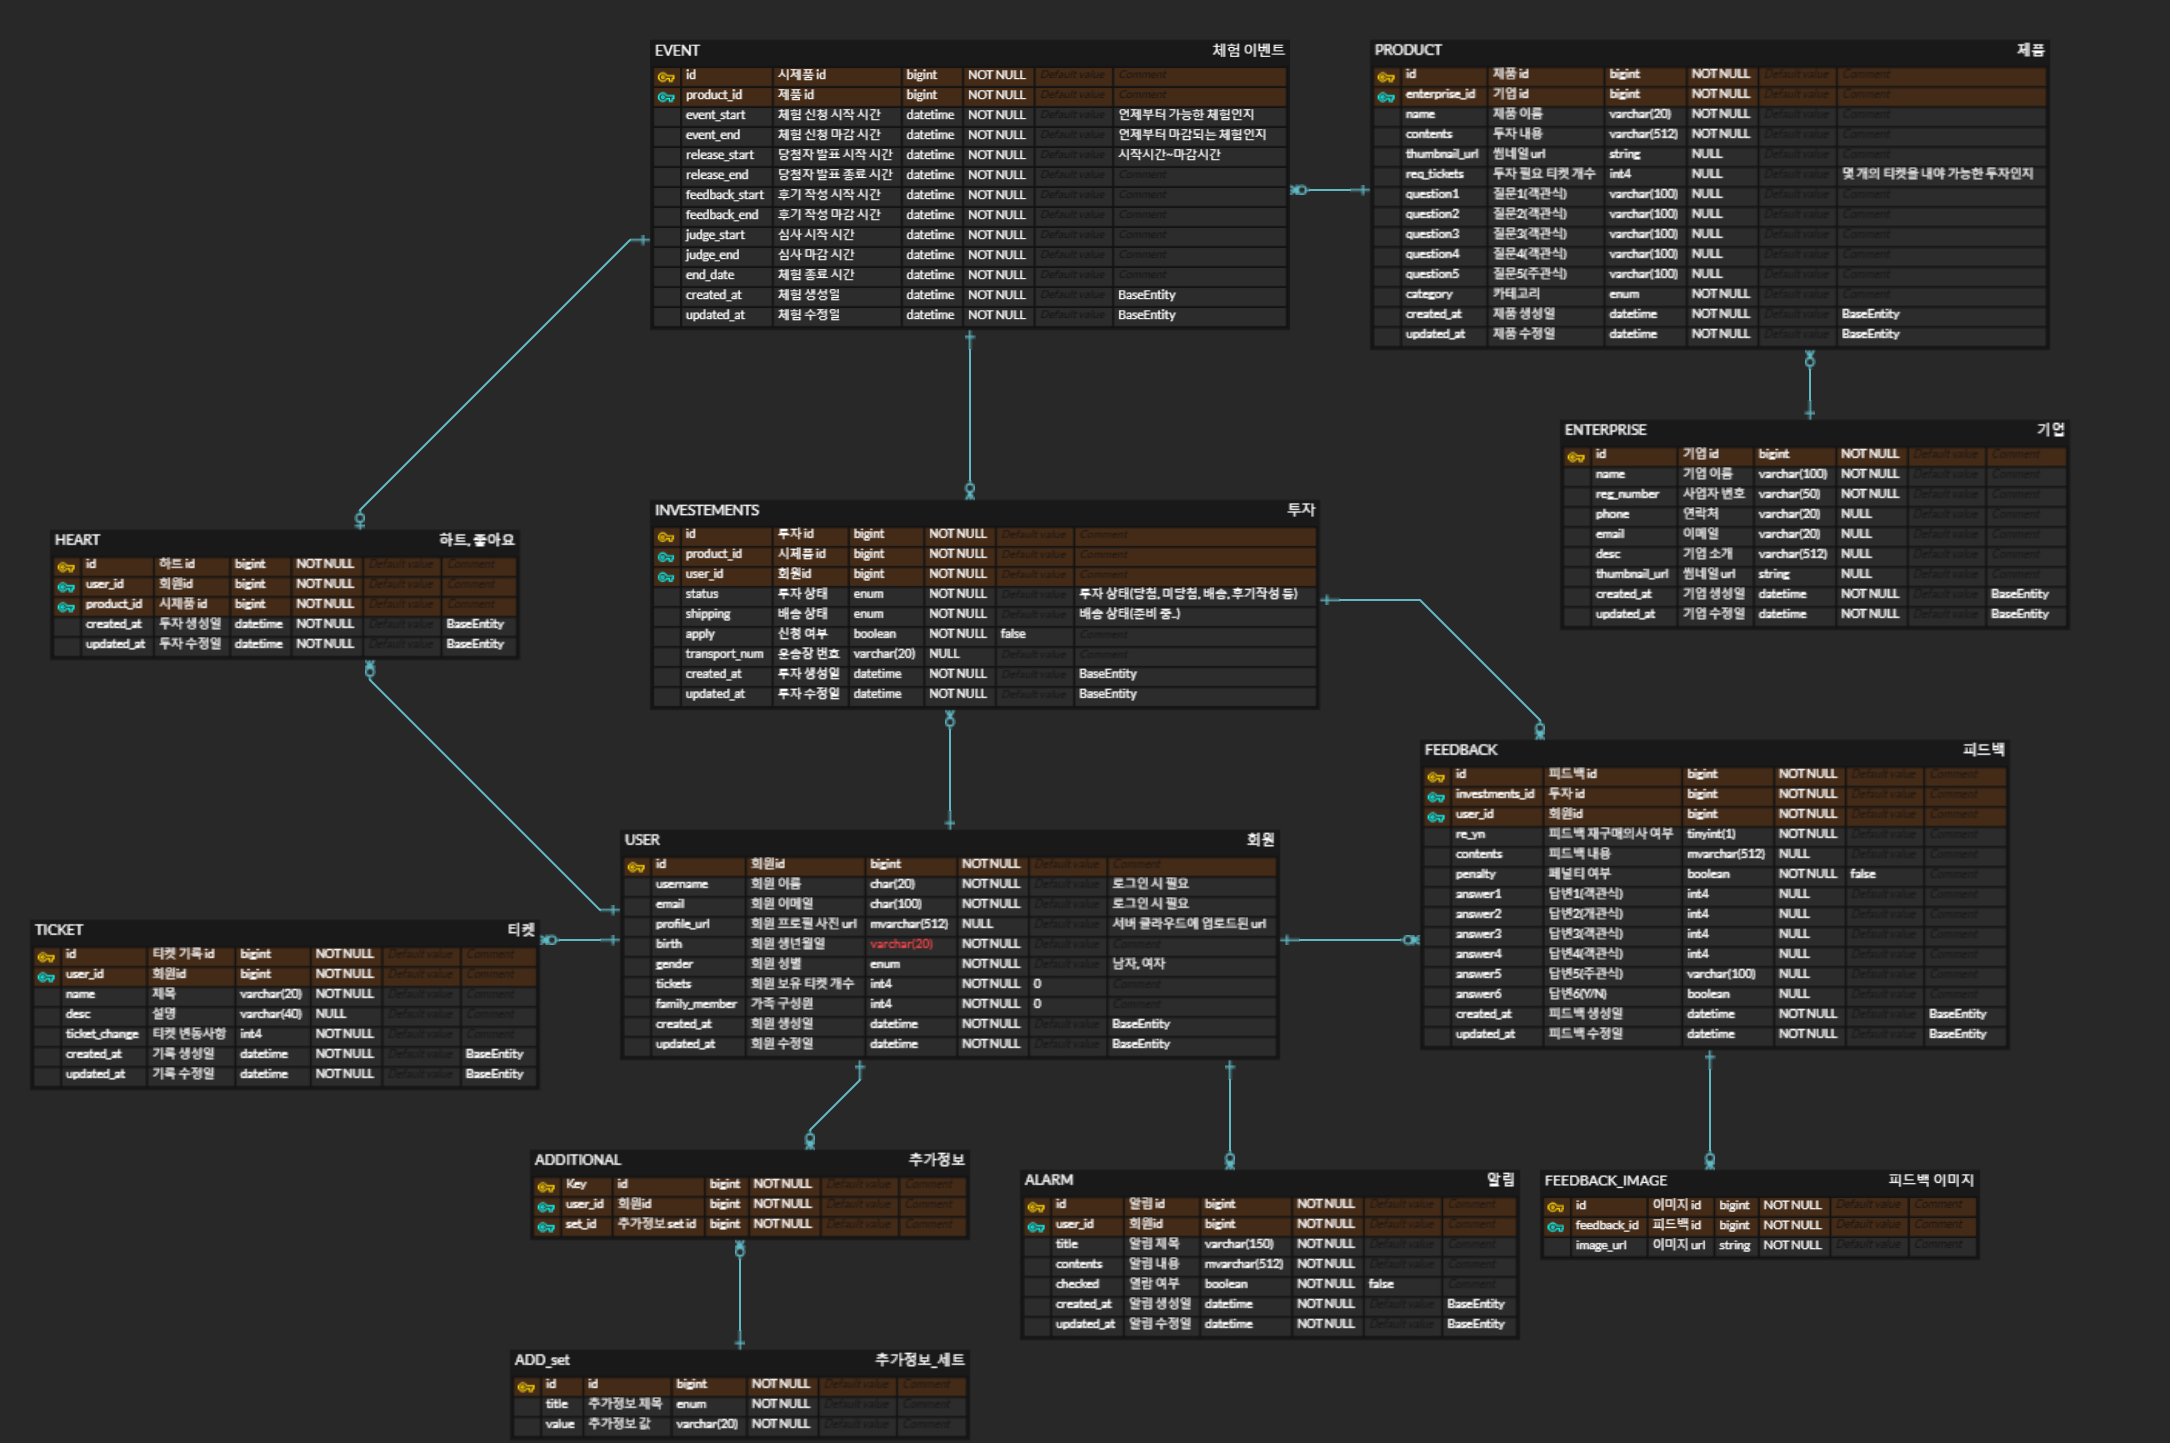 EVENT 체험 이벤트
id 시제품 id bigint NOT NULL Default value Comment
product_id 제품 id bigint NOT NULL Default value Comment
event_start 체험 신청 시작 시간 datetime NOT NULL Default value 언제부터 가능한 체험인지
event_end 체험 신청 마감 시간 datetime NOT NULL Default value 언제부터 마감되는 체험인지
release_start 당첨자 발표 시작 시간 datetime NOT NULL Default value 시작시간~마감시간
release_end 당첨자 발표 종료 시간 datetime NOT NULL Default value Comment
feedback_start 후기 작성 시작 시간 datetime NOT NULL Default value Comment
feedback_end 후기 작성 마감 시간 datetime NOT NULL Default value Comment
judge_start 심사 시작 시간 datetime NOT NULL Default value Comment
judge_end 심사 마감 시간 datetime NOT NULL Default value Comment
end_date 체험 종료 시간 datetime NOT NULL Default value Comment
created_at 체험 생성일 datetime NOT NULL Default value BaseEntity
updated_at 체험 수정일 datetime NOT NULL Default value BaseEntity
PRODUCT 제품
id 제품 id bigint NOT NULL Default value Comment
enterprise_id 기업 id bigint NOT NULL Default value Comment
name 제품 이름 varchar(20) NOT NULL Default value Comment
contents 투자 내용 varchar(512) NOT NULL Default value Comment
thumbnail_url 썸네일 url string NULL Default value Comment
req_tickets 투자 필요 티켓 개수 int4 NULL Default value 몇 개의 티켓을 내야 가능한 투자인지
question1 질문1(객관식) varchar(100) NULL Default value Comment
question2 질문2(객관식) varchar(100) NULL Default value Comment
question3 질문3(객관식) varchar(100) NULL Default value Comment
question4 질문4(객관식) varchar(100) NULL Default value Comment
question5 질문5(주관식) varchar(100) NULL Default value Comment
category 카테고리 enum NOT NULL Default value Comment
created_at 제품 생성일 datetime NOT NULL Default value BaseEntity
updated_at 제품 수정일 datetime NOT NULL Default value BaseEntity
ENTERPRISE 기업
id 기업 id bigint NOT NULL Default value Comment
name 기업 이름 varchar(100) NOT NULL Default value Comment
reg_number 사업자 번호 varchar(50) NOT NULL Default value Comment
phone 연락처 varchar(20) NULL Default value Comment
email 이메일 varchar(20) NULL Default value Comment
desc 기업 소개 varchar(512) NULL Default value Comment
thumbnail_url 썸네일 url string NULL Default value Comment
created_at 기업 생성일 datetime NOT NULL Default value BaseEntity
updated_at 기업 수정일 datetime NOT NULL Default value BaseEntity
HEART 하트, 좋아요
id 하트 id bigint NOT NULL Default value Comment
user_id 회원id bigint NOT NULL Default value Comment
product_id 시제품 id bigint NOT NULL Default value Comment
created_at 투자 생성일 datetime NOT NULL Default value BaseEntity
updated_at 투자 수정일 datetime NOT NULL Default value BaseEntity
INVESTEMENTS 투자
id 투자 id bigint NOT NULL Default value Comment
product_id 시제품 id bigint NOT NULL Default value Comment
user_id 회원id bigint NOT NULL Default value Comment
status 투자 상태 enum NOT NULL Default value 투자 상태(당첨, 미당첨, 배송, 후기작성 등)
shipping 배송 상태 enum NOT NULL Default value 배송 상태(준비 중..)
apply 신청 여부 boolean NOT NULL false Comment
transport_num 운송장 번호 varchar(20) NULL Default value Comment
created_at 투자 생성일 datetime NOT NULL Default value BaseEntity
updated_at 투자 수정일 datetime NOT NULL Default value BaseEntity
FEEDBACK 피드백
id 피드백 id bigint NOT NULL Default value Comment
investments_id 투자 id bigint NOT NULL Default value Comment
user_id 회원id bigint NOT NULL Default value Comment
re_yn 피드백 재구매의사 여부 tinyint(1) NOT NULL Default value Comment
contents 피드백 내용 mvarchar(512) NULL Default value Comment
penalty 페널티 여부 boolean NOT NULL false Comment
answer1 답변1(객관식) int4 NULL Default value Comment
answer2 답변2(개관식) int4 NULL Default value Comment
answer3 답변3(객관식) int4 NULL Default value Comment
answer4 답변4(객관식) int4 NULL Default value Comment
answer5 답변5(주관식) varchar(100) NULL Default value Comment
answer6 답변6(Y/N) boolean NULL Default value Comment
created_at 피드백 생성일 datetime NOT NULL Default value BaseEntity
updated_at 피드백 수정일 datetime NOT NULL Default value BaseEntity
USER 회원
id 회원id bigint NOT NULL Default value Comment
username 회원 이름 char(20) NOT NULL Default value 로그인 시 필요
email 회원 이메일 char(100) NOT NULL Default value 로그인 시 필요
profile_url 회원 프로필 사진 url mvarchar(512) NULL Default value 서버 클라우드에 업로드된 url
birth 회원 생년월일 varchar(20) NOT NULL Default value Comment
gender 회원 성별 enum NOT NULL Default value 남자, 여자
tickets 회원 보유 티켓 개수 int4 NOT NULL 0 Comment
family_member 가족 구성원 int4 NOT NULL 0 Comment
created_at 회원 생성일 datetime NOT NULL Default value BaseEntity
updated_at 회원 수정일 datetime NOT NULL Default value BaseEntity
TICKET 티켓
id 티켓 기록 id bigint NOT NULL Default value Comment
user_id 회원id bigint NOT NULL Default value Comment
name 제목 varchar(20) NOT NULL Default value Comment
desc 설명 varchar(40) NULL Default value Comment
ticket_change 티켓 변동사항 int4 NOT NULL Default value Comment
created_at 기록 생성일 datetime NOT NULL Default value BaseEntity
updated_at 기록 수정일 datetime NOT NULL Default value BaseEntity
ADDITIONAL 추가정보
Key id bigint NOT NULL Default value Comment
user_id 회원id bigint NOT NULL Default value Comment
set_id 추가정보 set id bigint NOT NULL Default value Comment
ALARM 알림
id 알림 id bigint NOT NULL Default value Comment
user_id 회원id bigint NOT NULL Default value Comment
title 알림 제목 varchar(150) NOT NULL Default value Comment
contents 알림 내용 mvarchar(512) NOT NULL Default value Comment
checked 열람 여부 boolean NOT NULL false Comment
created_at 알림 생성일 datetime NOT NULL Default value BaseEntity
updated_at 알림 수정일 datetime NOT NULL Default value BaseEntity
FEEDBACK_IMAGE 피드백 이미지
id 이미지 id bigint NOT NULL Default value Comment
feedback_id 피드백 id bigint NOT NULL Default value Comment
image_url 이미지 url string NOT NULL Default value Comment
ADD_set 추가정보_세트
id id bigint NOT NULL Default value Comment
title 추가정보 제목 enum NOT NULL Default value Comment
value 추가정보 값 varchar(20) NOT NULL Default value Comment